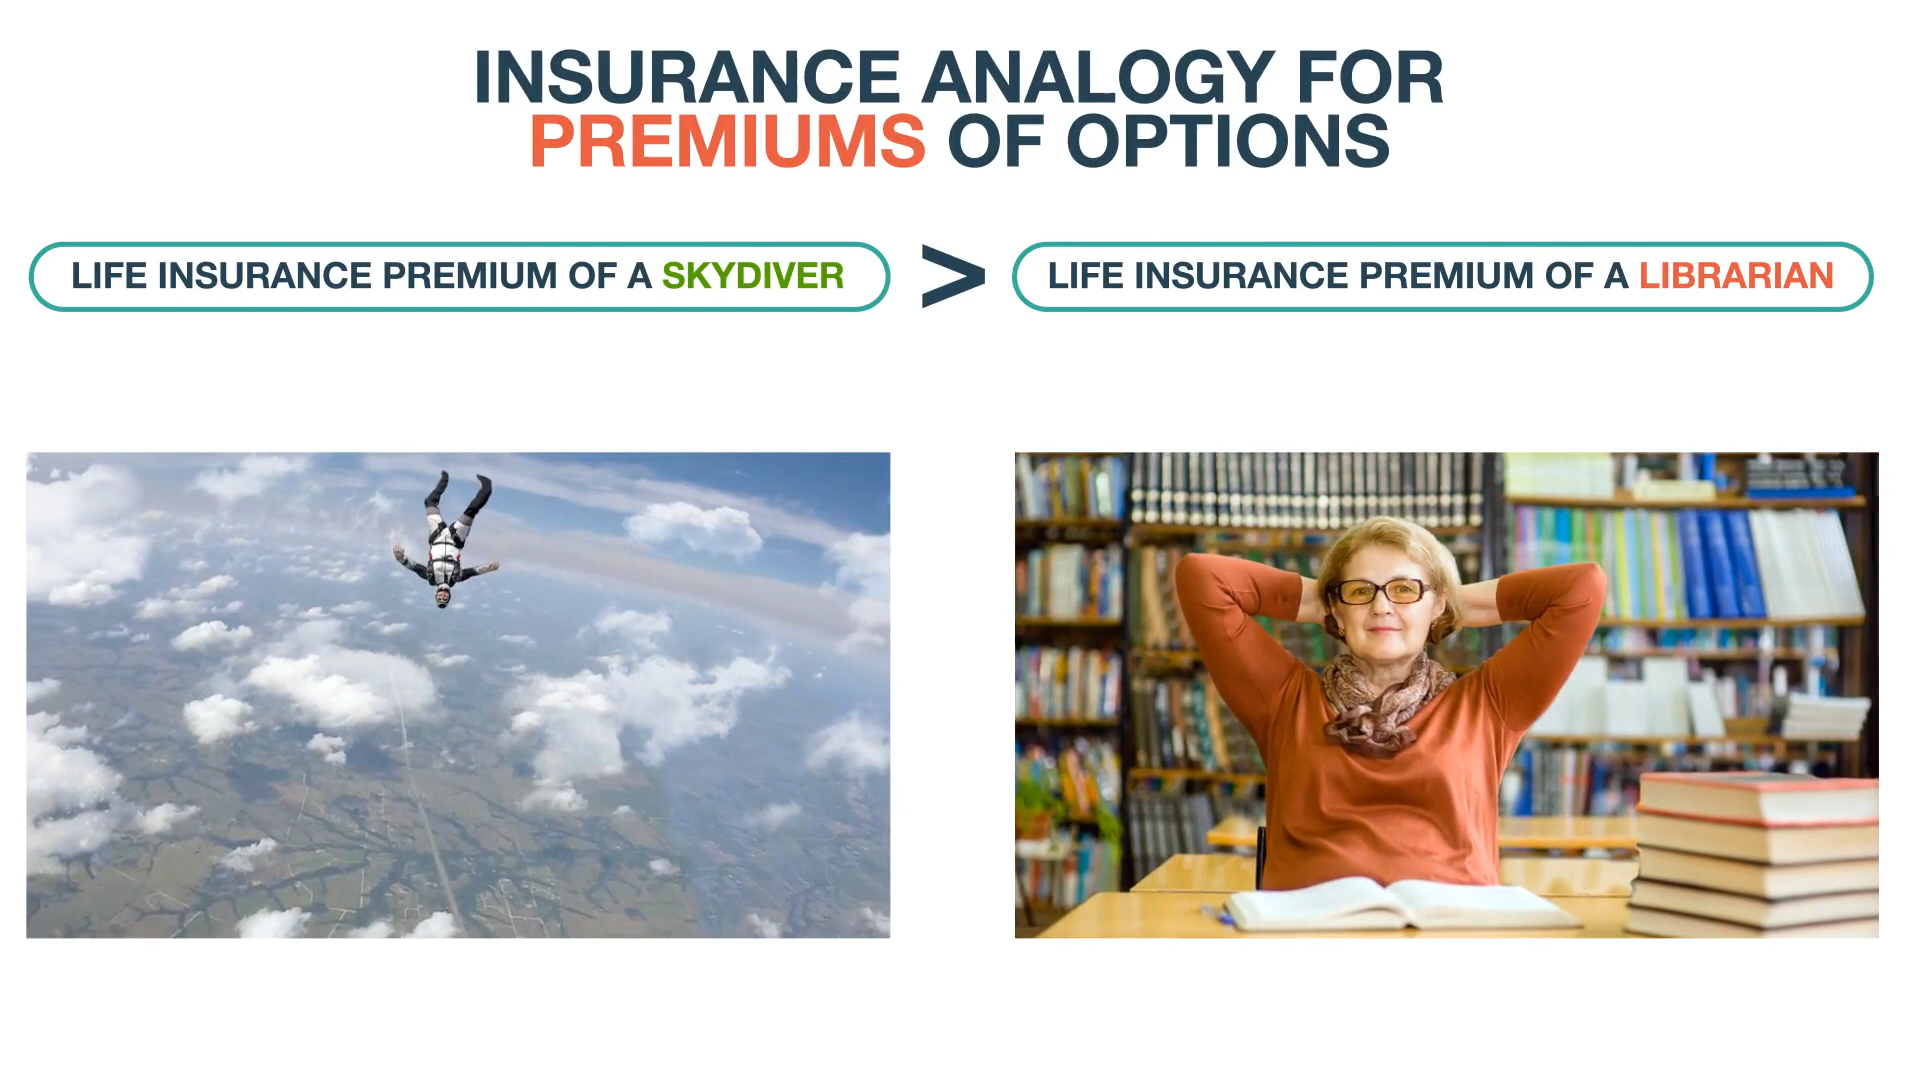 INSURANCE ANALOGY FOR
PREMIUMS OF OPTIONS
LIFE INSURANCE PREMIUM OF A SKYDIVER
>
LIFE INSURANCE PREMIUM OF A LIBRARIAN